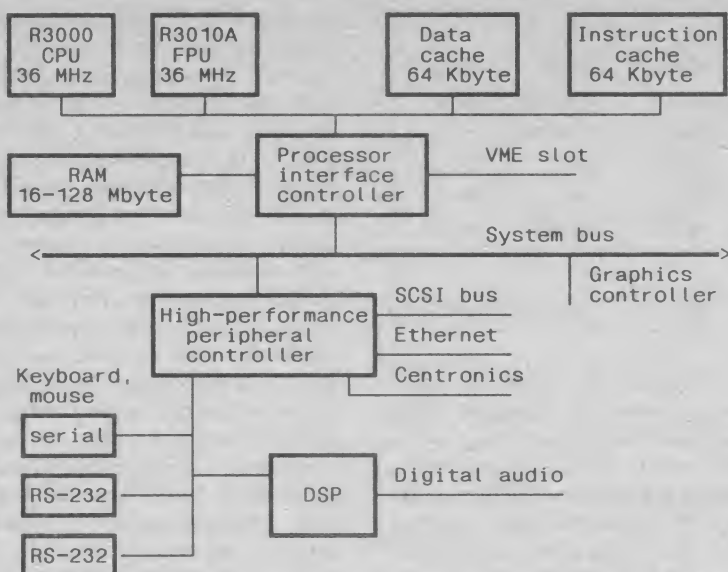 R3000
CPU
36 MHz
R3010A
FPU
36 MHz
Data
cache
64 Kbyte
Instruction
cache
64 Kbyte
RAM
16-128 Mbyte
Processor
interface
controller
VME slot
System bus
Graphics
controller
High-performance
peripheral
controller
SCSI bus
Ethernet
Centronics
Keyboard,
mouse
serial
RS-232
RS-232
DSP
Digital audio